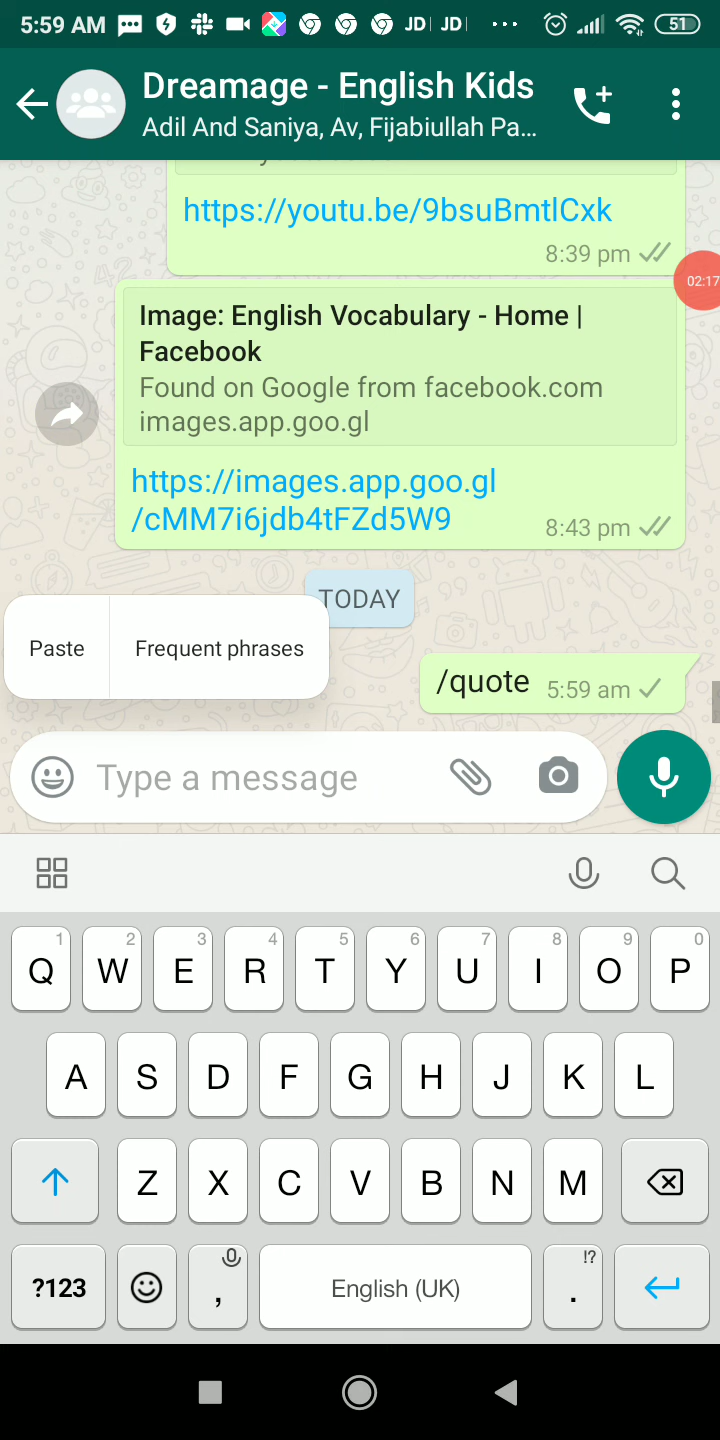 5:59 AM JD JD 51
Dreamage - English Kids
Adil And Saniya, Av, Fijabiullah Pa...
https://youtu.be/9bsuBmtlCxk
8:39 pm
02:17
Image: English Vocabulary - Home |
Facebook
Found on Google from facebook.com
images.app.goo.gl
https://images.app.goo.gl
/cMM7i6jdb4tFZd5W9
8:43 pm
TODAY
Paste Frequent phrases
/quote 5:59 am
Type a message
1 2 3 4 5 6 7 8 9 0
Q W E R T Y U I O P
A S D F G H J K L
Z X C V B N M
!?
?123 , English (UK) .